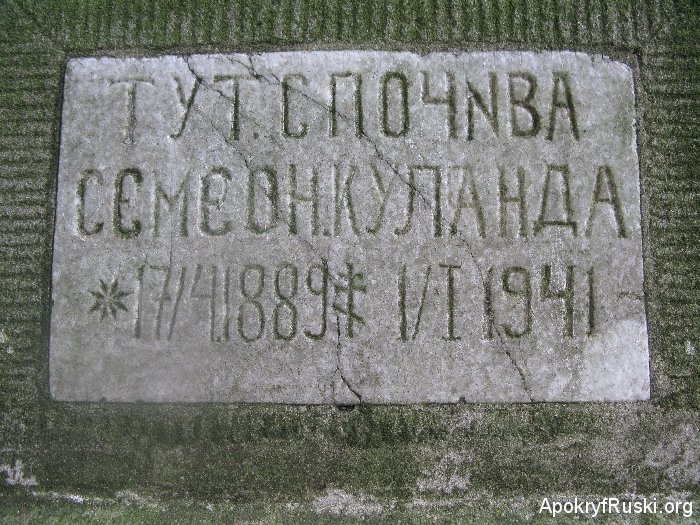 ТУТ. СПОЧИВА
СЄМЄОН. КУЛАНДА
*17/4.1889 ‡ 1/I 1941
ApokryfRuski.org